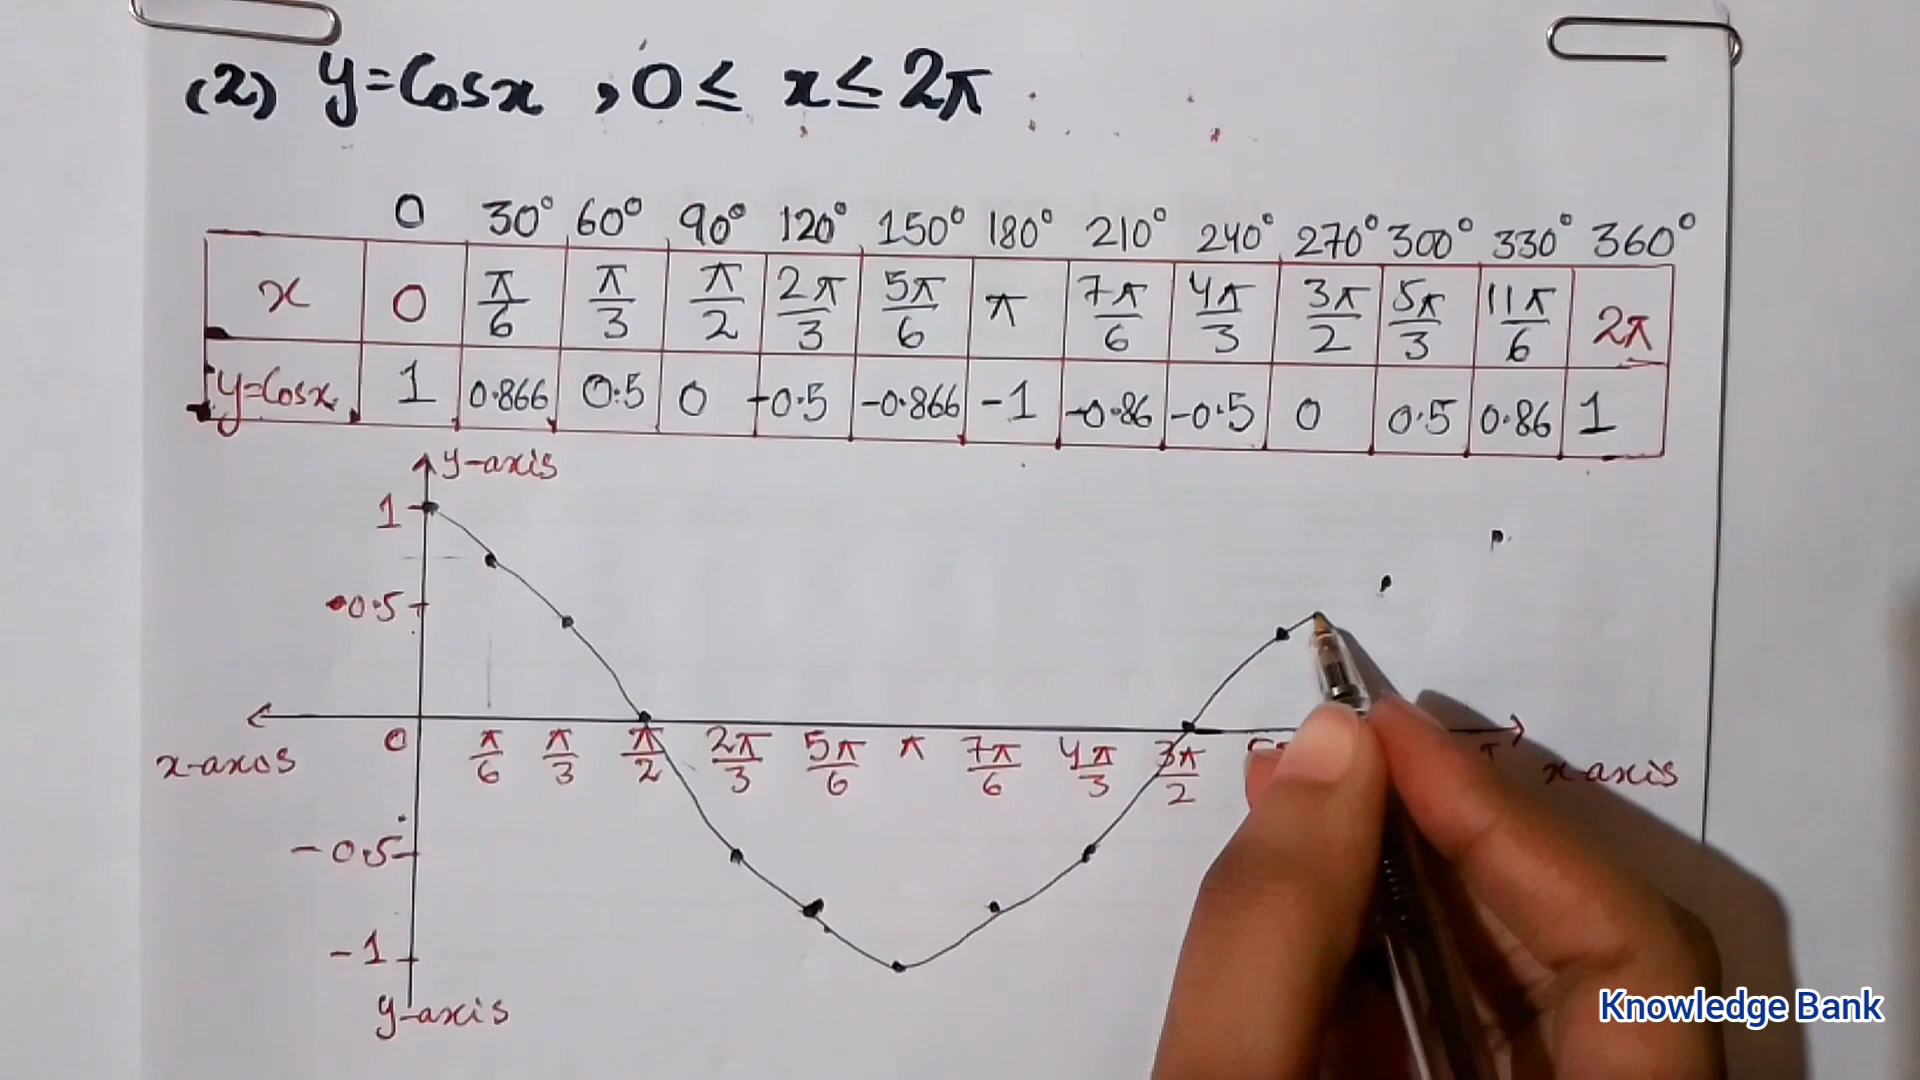 (2) y=Cosx , 0 ≤ x ≤ 2π
0 30° 60° 90° 120° 150° 180° 210° 240° 270° 300° 330° 360°
x 0 π/6 π/3 π/2 2π/3 5π/6 π 7π/6 4π/3 3π/2 5π/3 11π/6 2π
y=Cosx 1 0.866 0.5 0 -0.5 -0.866 -1 -0.86 -0.5 0 0.5 0.86 1
y-axis
1
0.5
x-axos 0 π/6 π/3 π/2 2π/3 5π/6 π 7π/6 4π/3 3π/2 x-axis
-0.5
-1
y-axis
Knowledge Bank